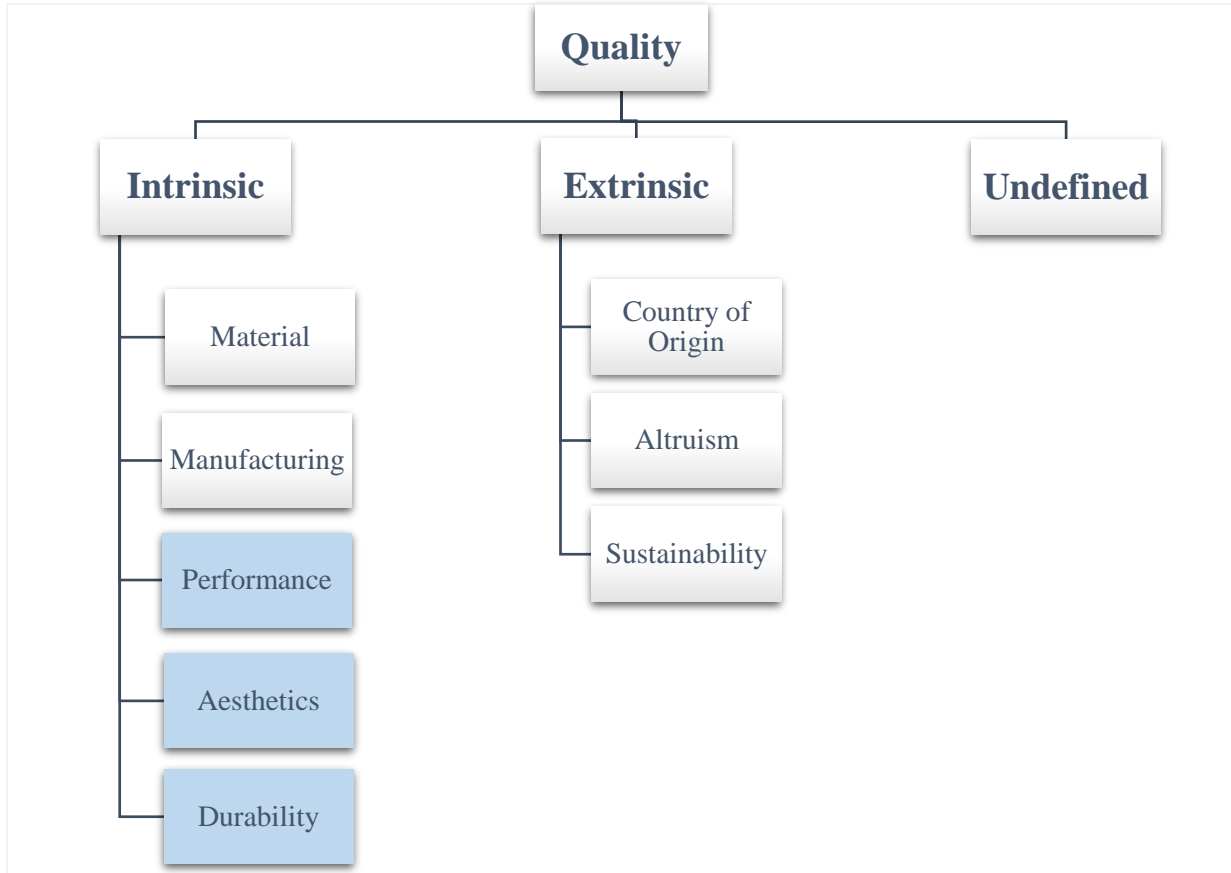 Quality
Intrinsic
Extrinsic
Undefined
Material
Manufacturing
Performance
Aesthetics
Durability
Country of
Origin
Altruism
Sustainability